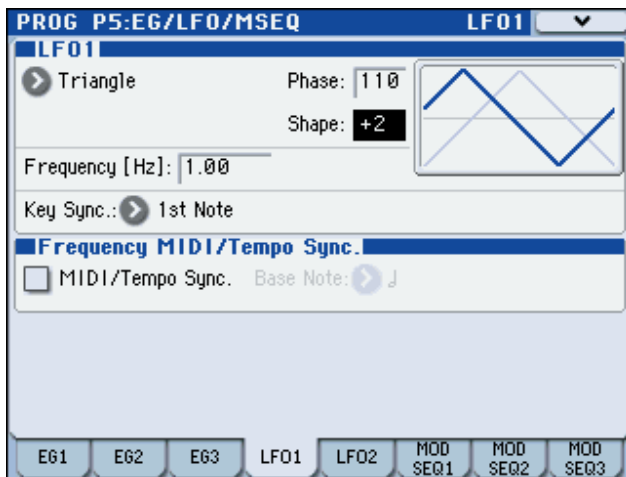 PROG P5:EG/LFO/MSEQ LFO1
LFO1
Triangle Phase: 110
Shape: +2
Frequency [Hz]: 1.00
Key Sync.: 1st Note
Frequency MIDI/Tempo Sync.
MIDI/Tempo Sync. Base Note:
EG1 EG2 EG3 LFO1 LFO2 MOD SEQ1 MOD SEQ2 MOD SEQ3